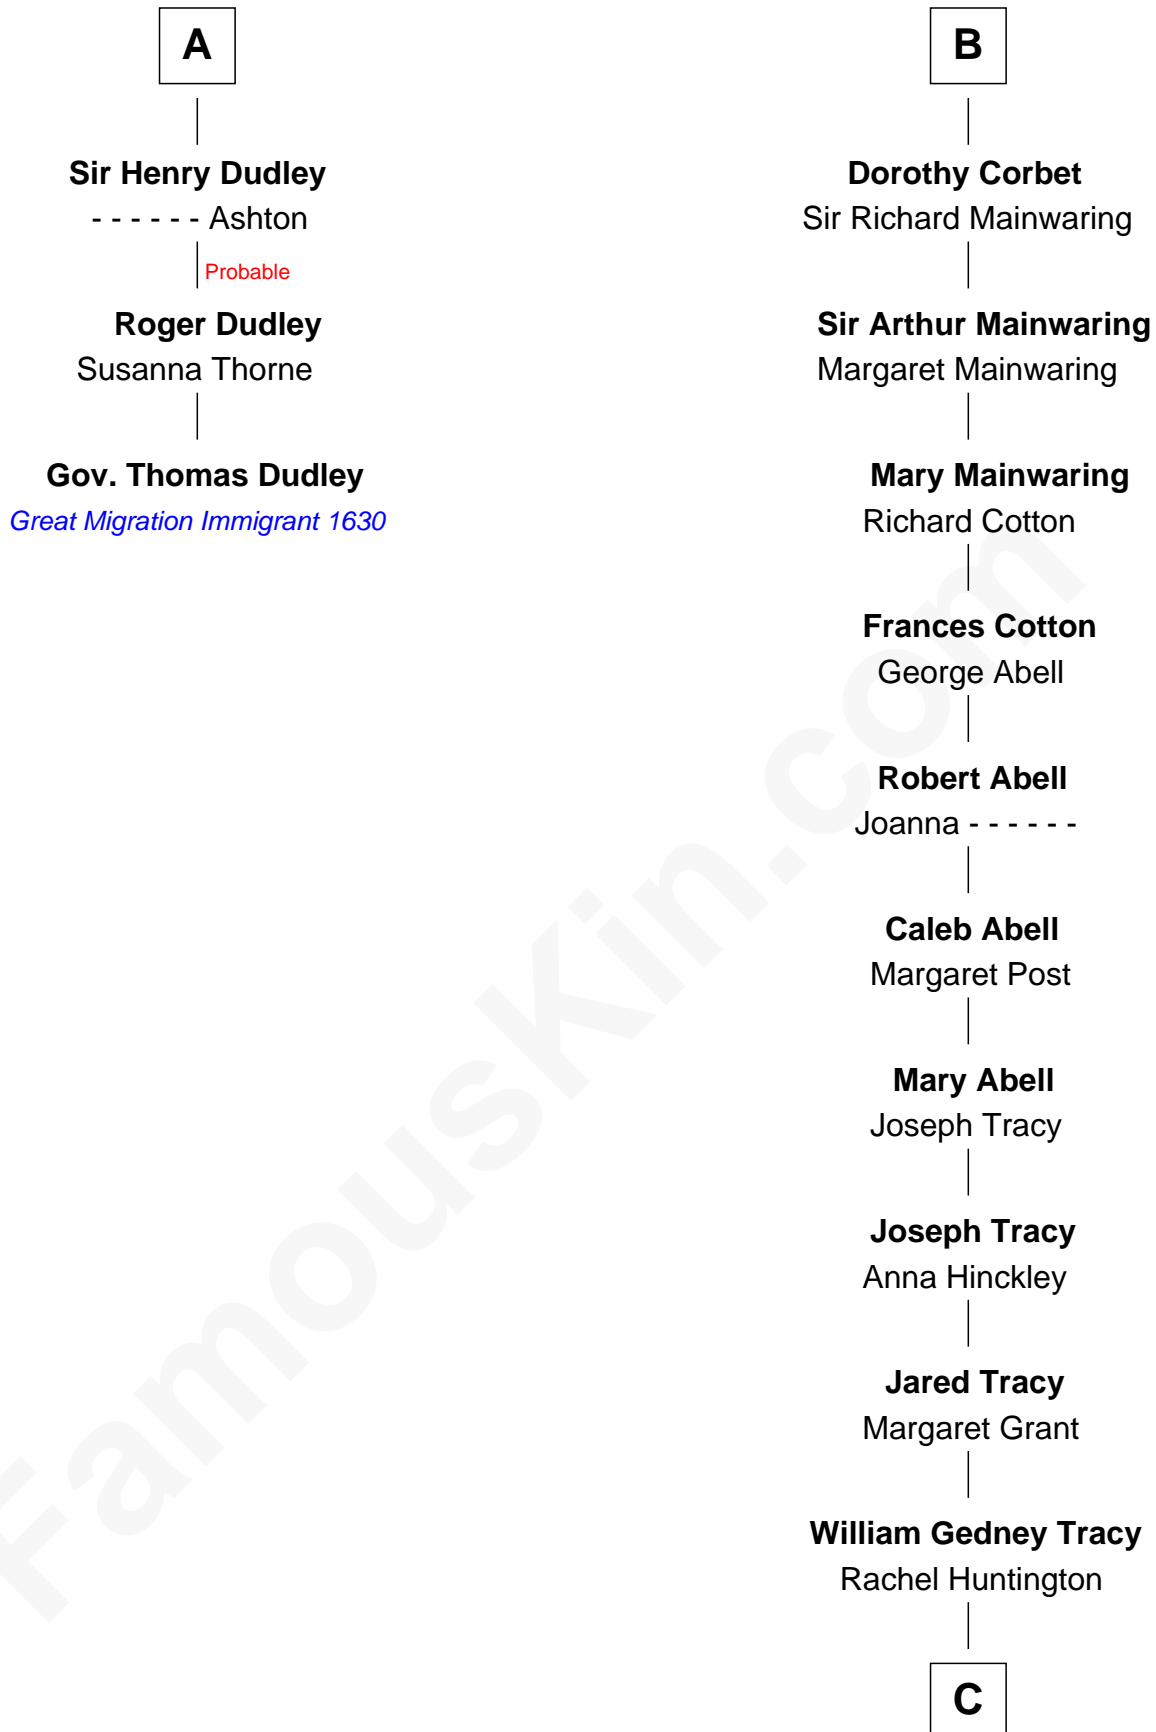 A
Sir Henry Dudley
- - - - - - Ashton
Probable
Roger Dudley
Susanna Thorne
Gov. Thomas Dudley
Great Migration Immigrant 1630
B
Dorothy Corbet
Sir Richard Mainwaring
Sir Arthur Mainwaring
Margaret Mainwaring
Mary Mainwaring
Richard Cotton
Frances Cotton
George Abell
Robert Abell
Joanna - - - - - -
Caleb Abell
Margaret Post
Mary Abell
Joseph Tracy
Joseph Tracy
Anna Hinckley
Jared Tracy
Margaret Grant
William Gedney Tracy
Rachel Huntington
C
FamousKin.com